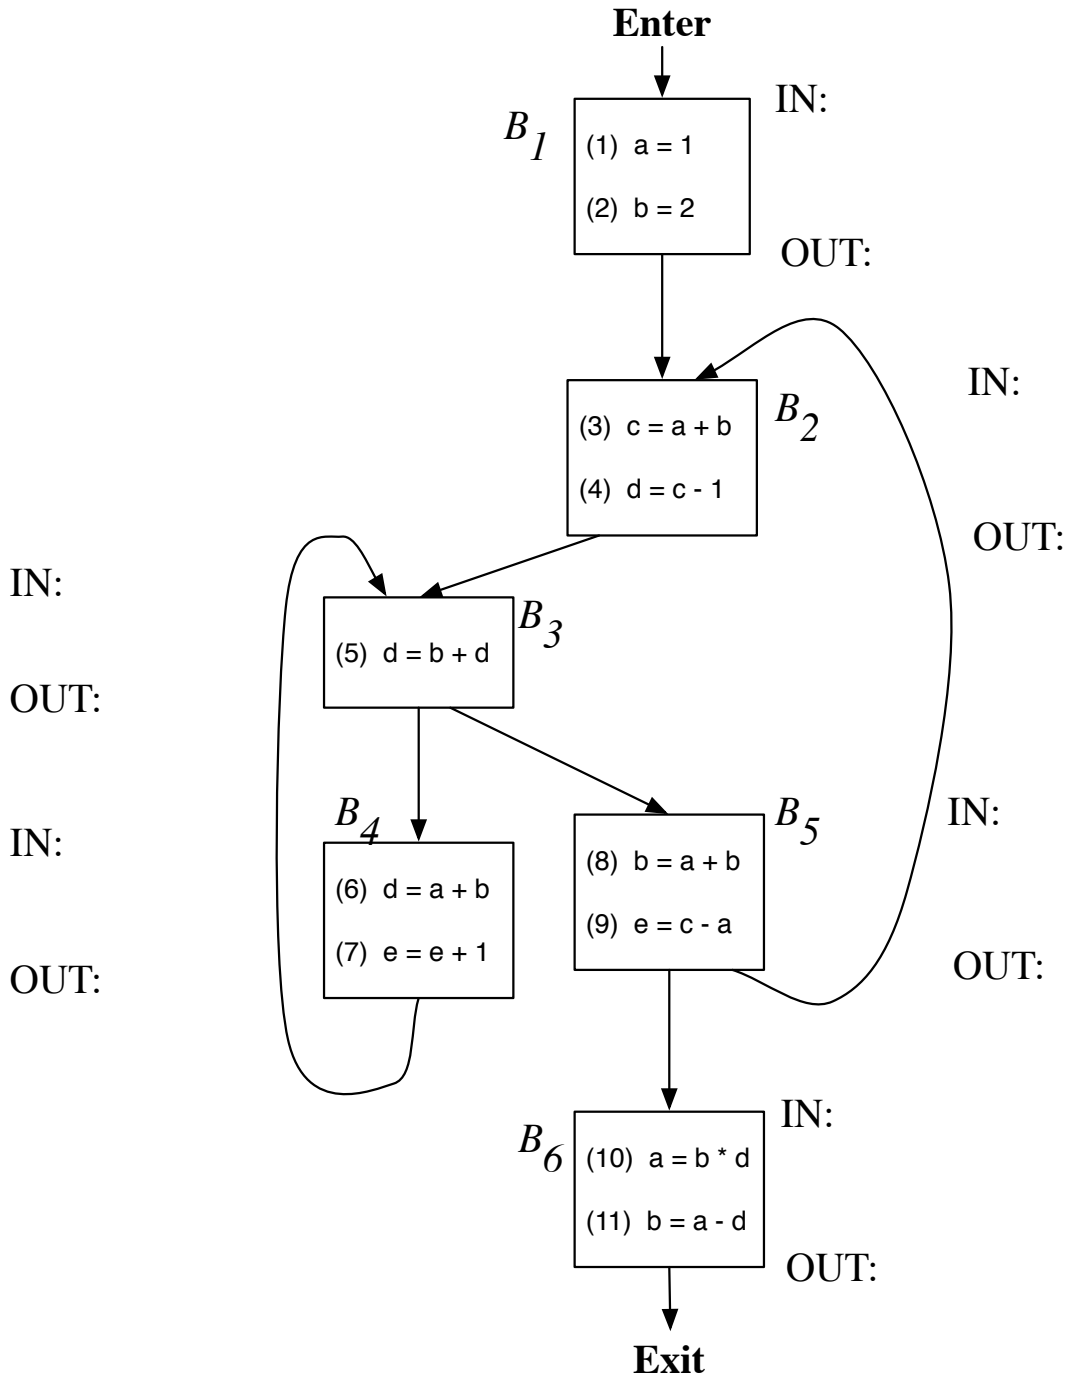 Enter
IN:
B1
(1) a = 1
(2) b = 2
OUT:
IN:
B2
(3) c = a + b
(4) d = c - 1
OUT:
IN:
B3
(5) d = b + d
OUT:
B4
IN:
(6) d = a + b
(7) e = e + 1
OUT:
B5
IN:
(8) b = a + b
(9) e = c - a
OUT:
IN:
B6
(10) a = b * d
(11) b = a - d
OUT:
Exit